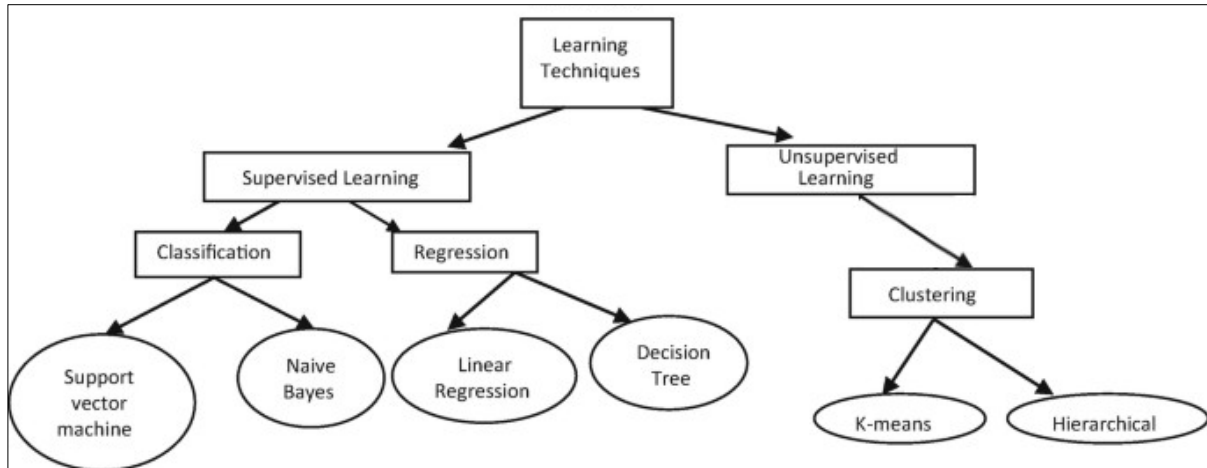 Learning
Techniques
Supervised Learning
Unsupervised
Learning
Classification
Regression
Clustering
Support
vector
machine
Naive
Bayes
Linear
Regression
Decision
Tree
K-means
Hierarchical